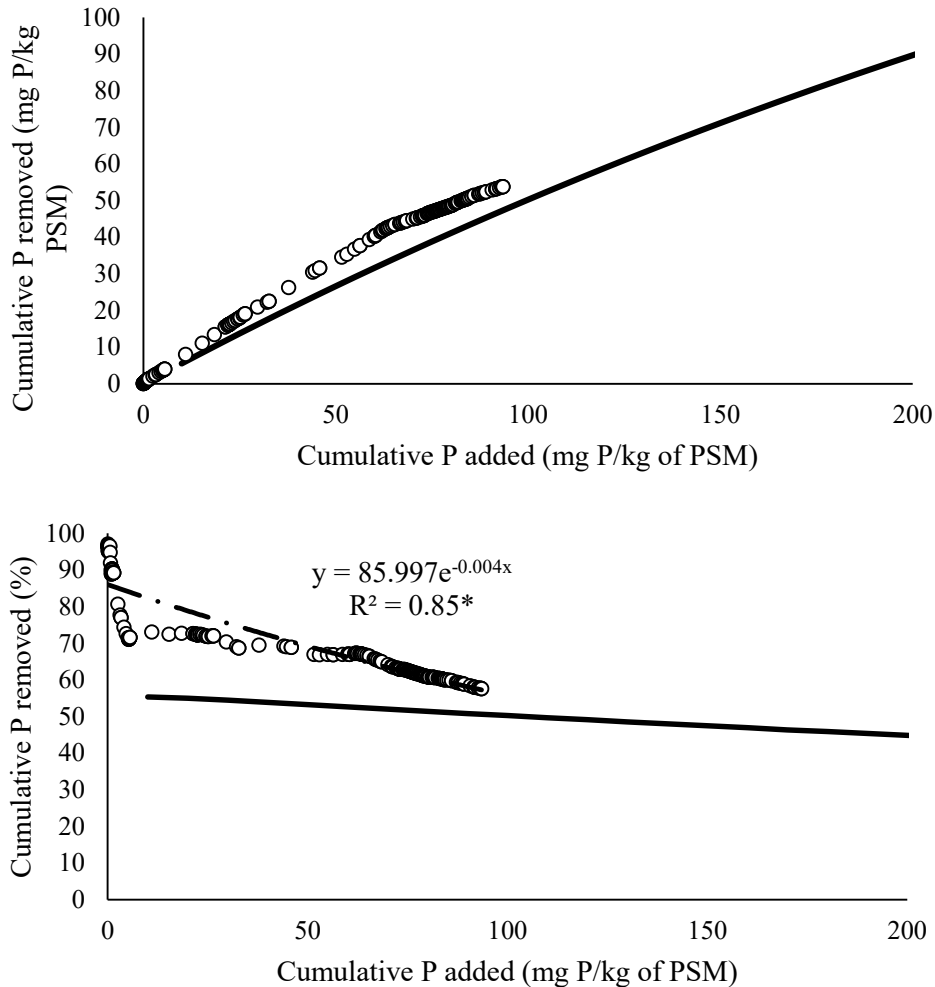 Cumulative P removed (mg P/kg
PSM)
100
90
80
70
60
50
40
30
20
10
0
0 50 100 150 200
Cumulative P added (mg P/kg of PSM)
Cumulative P removed (%)
100
90
80
70
60
50
40
30
20
10
0
y = 85.997e^-0.004x
R² = 0.85*
0 50 100 150 200
Cumulative P added (mg P/kg of PSM)